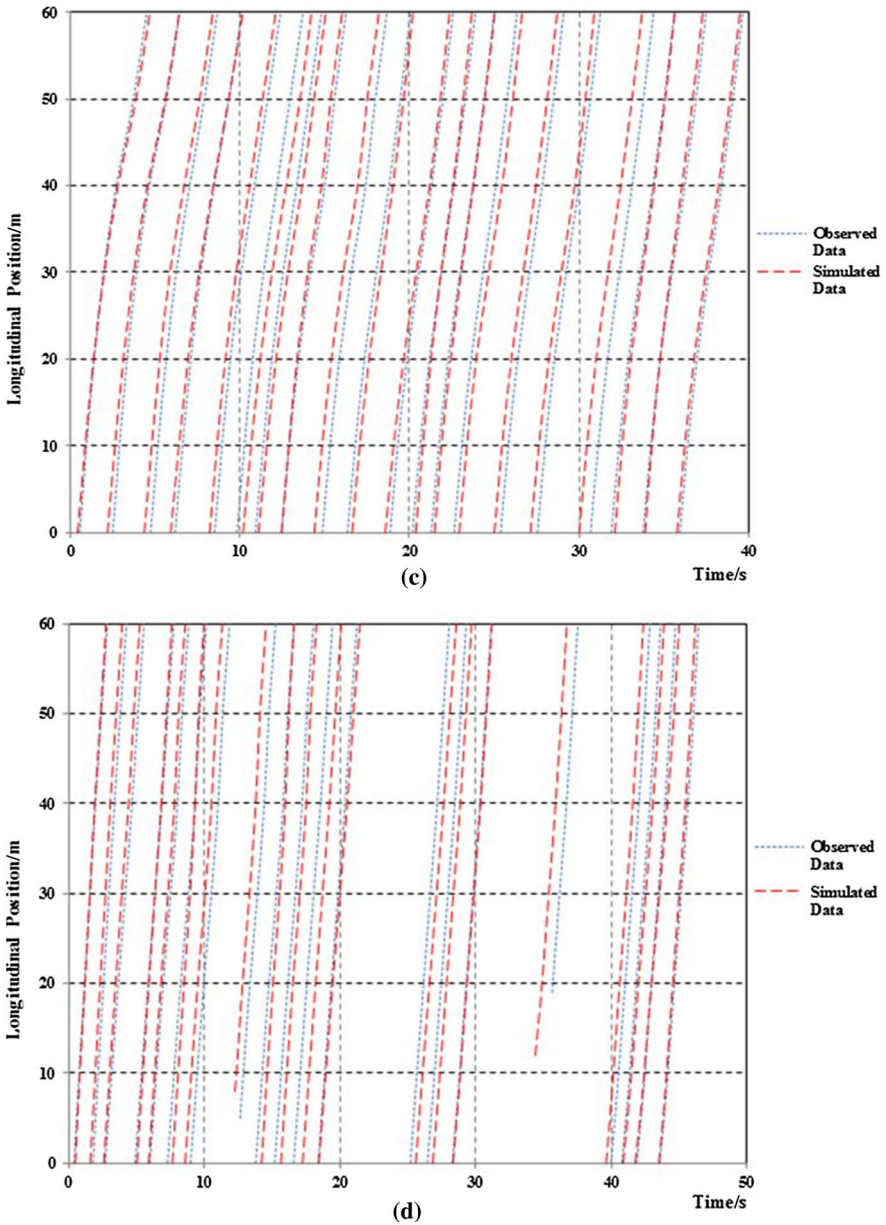 60
50
40
30
20
10
0
Longitudinal Position/m
0 10 20 30 40
Time/s
Observed
Data
Simulated
Data
(c)
60
50
40
30
20
10
0
Longitudinal Position/m
0 10 20 30 40 50
Time/s
Observed
Data
Simulated
Data
(d)